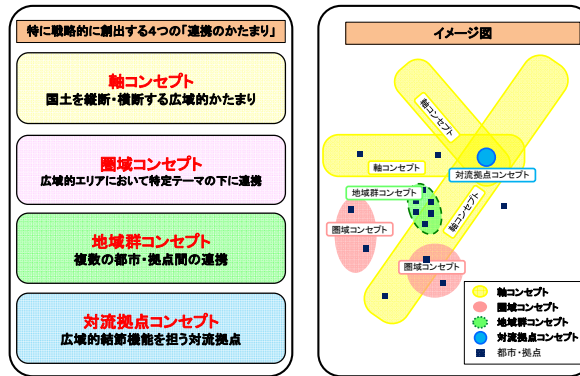 特に戦略的に創出する4つの「連携のかたまり」
軸コンセプト
国土を縦断・横断する広域的かたまり
圏域コンセプト
広域的エリアにおいて特定テーマの下に連携
地域群コンセプト
複数の都市・拠点間の連携
対流拠点コンセプト
広域的結節機能を担う対流拠点
イメージ図
軸コンセプト
軸コンセプト
対流拠点コンセプト
地域群コンセプト
軸コンセプト
圏域コンセプト
圏域コンセプト
軸コンセプト
圏域コンセプト
地域群コンセプト
対流拠点コンセプト
都市・拠点